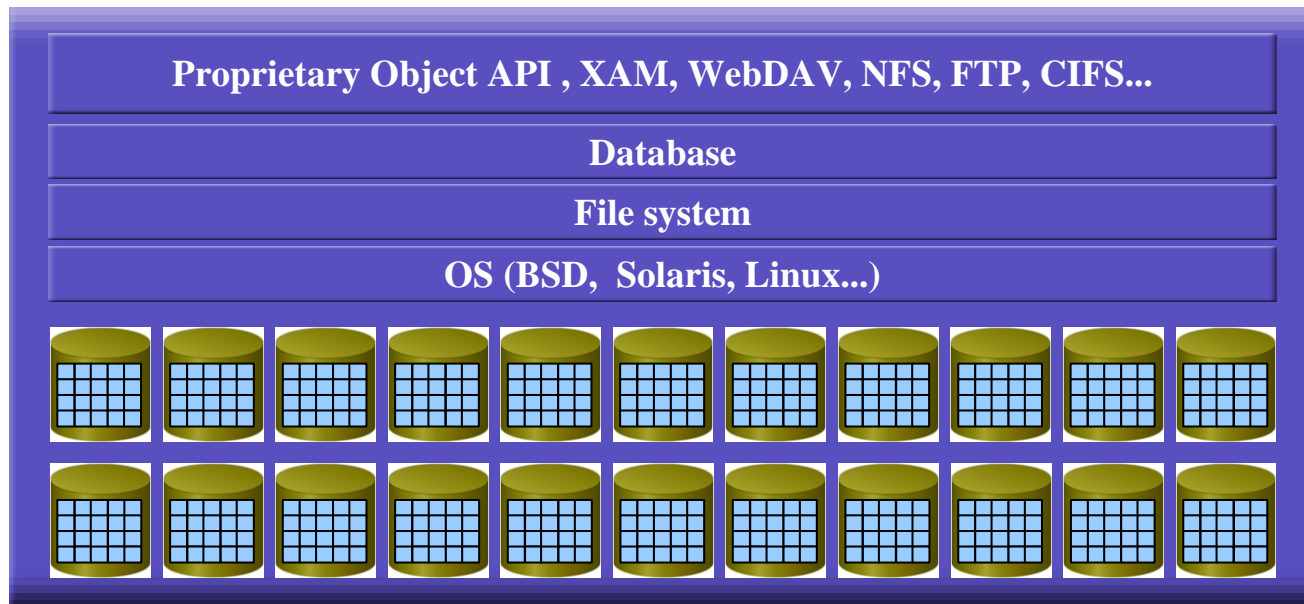 Proprietary Object API , XAM, WebDAV, NFS, FTP, CIFS...
Database
File system
OS (BSD,  Solaris, Linux...)